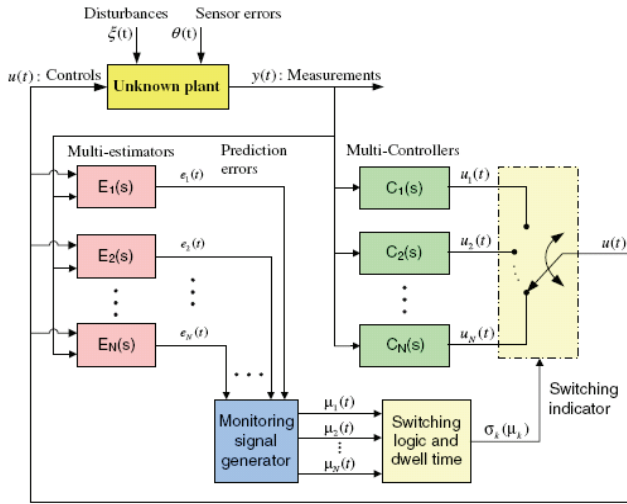 Disturbances
Sensor errors
ξ(t)
θ(t)
u(t): Controls
Unknown plant
y(t): Measurements
Multi-estimators
Prediction
errors
Multi-Controllers
E1(s)
e1(t)
C1(s)
u1(t)
E2(s)
e2(t)
C2(s)
u2(t)
u(t)
EN(s)
eN(t)
CN(s)
uN(t)
Switching
indicator
Monitoring
signal
generator
μ1(t)
μ2(t)
μN(t)
Switching
logic and
dwell time
σk(μk)